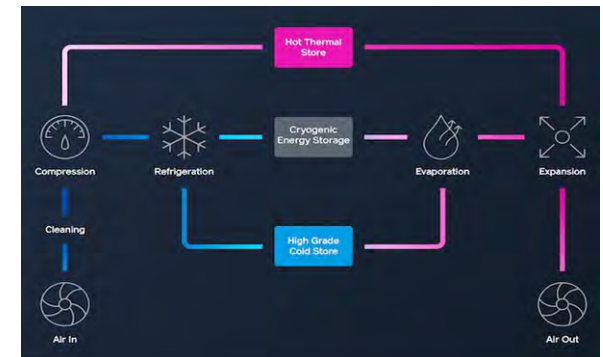 Hot Thermal
Store
Compression
Refrigeration
Cryogenic
Energy Storage
Evaporation
Expansion
Cleaning
High Grade
Cold Store
Air In
Air Out